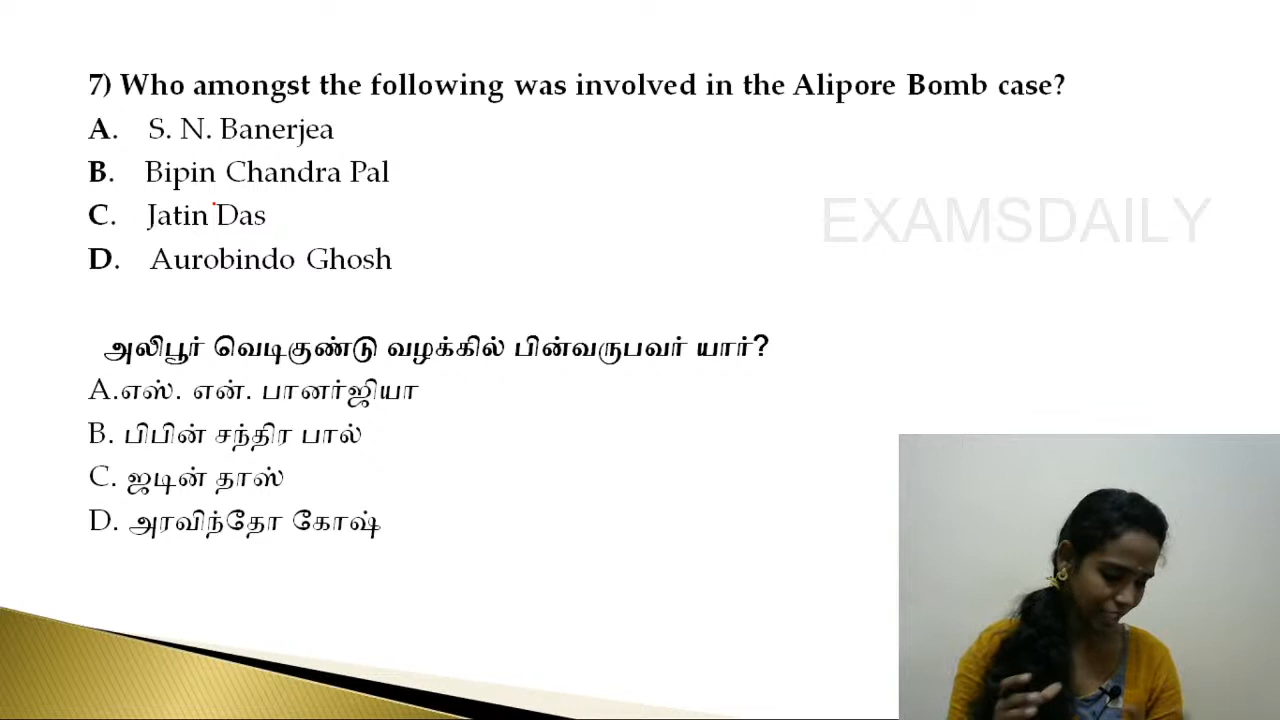 7) Who amongst the following was involved in the Alipore Bomb case?
A. S. N. Banerjea
B. Bipin Chandra Pal
C. Jatin Das
D. Aurobindo Ghosh
EXAMSDAILY
அலிபூர் வெடிகுண்டு வழக்கில் பின்வருபவர் யார்?
A.எஸ். என். பானர்ஜியா
B. பிபின் சந்திர பால்
C. ஜடின் தாஸ்
D. அரவிந்தோ கோஷ்